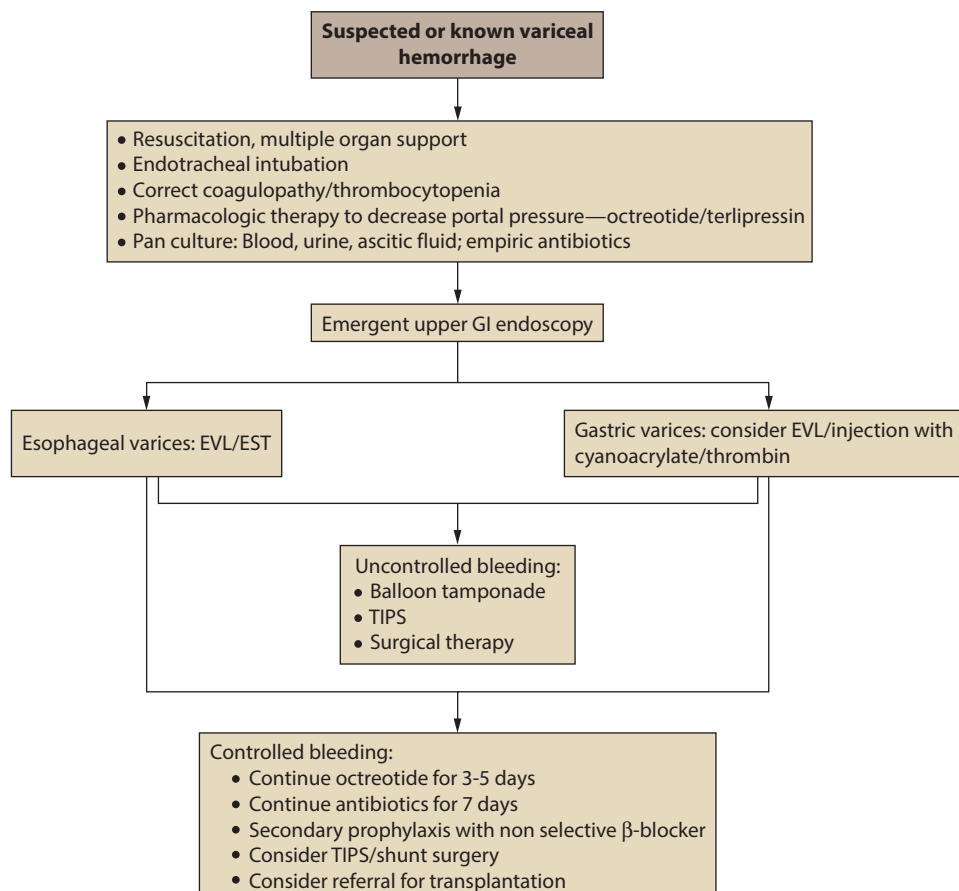 Suspected or known variceal
hemorrhage
• Resuscitation, multiple organ support
• Endotracheal intubation
• Correct coagulopathy/thrombocytopenia
• Pharmacologic therapy to decrease portal pressure—octreotide/terlipressin
• Pan culture: Blood, urine, ascitic fluid; empiric antibiotics
Emergent upper GI endoscopy
Esophageal varices: EVL/EST
Gastric varices: consider EVL/injection with
cyanoacrylate/thrombin
Uncontrolled bleeding:
• Balloon tamponade
• TIPS
• Surgical therapy
Controlled bleeding:
• Continue octreotide for 3-5 days
• Continue antibiotics for 7 days
• Secondary prophylaxis with non selective β-blocker
• Consider TIPS/shunt surgery
• Consider referral for transplantation